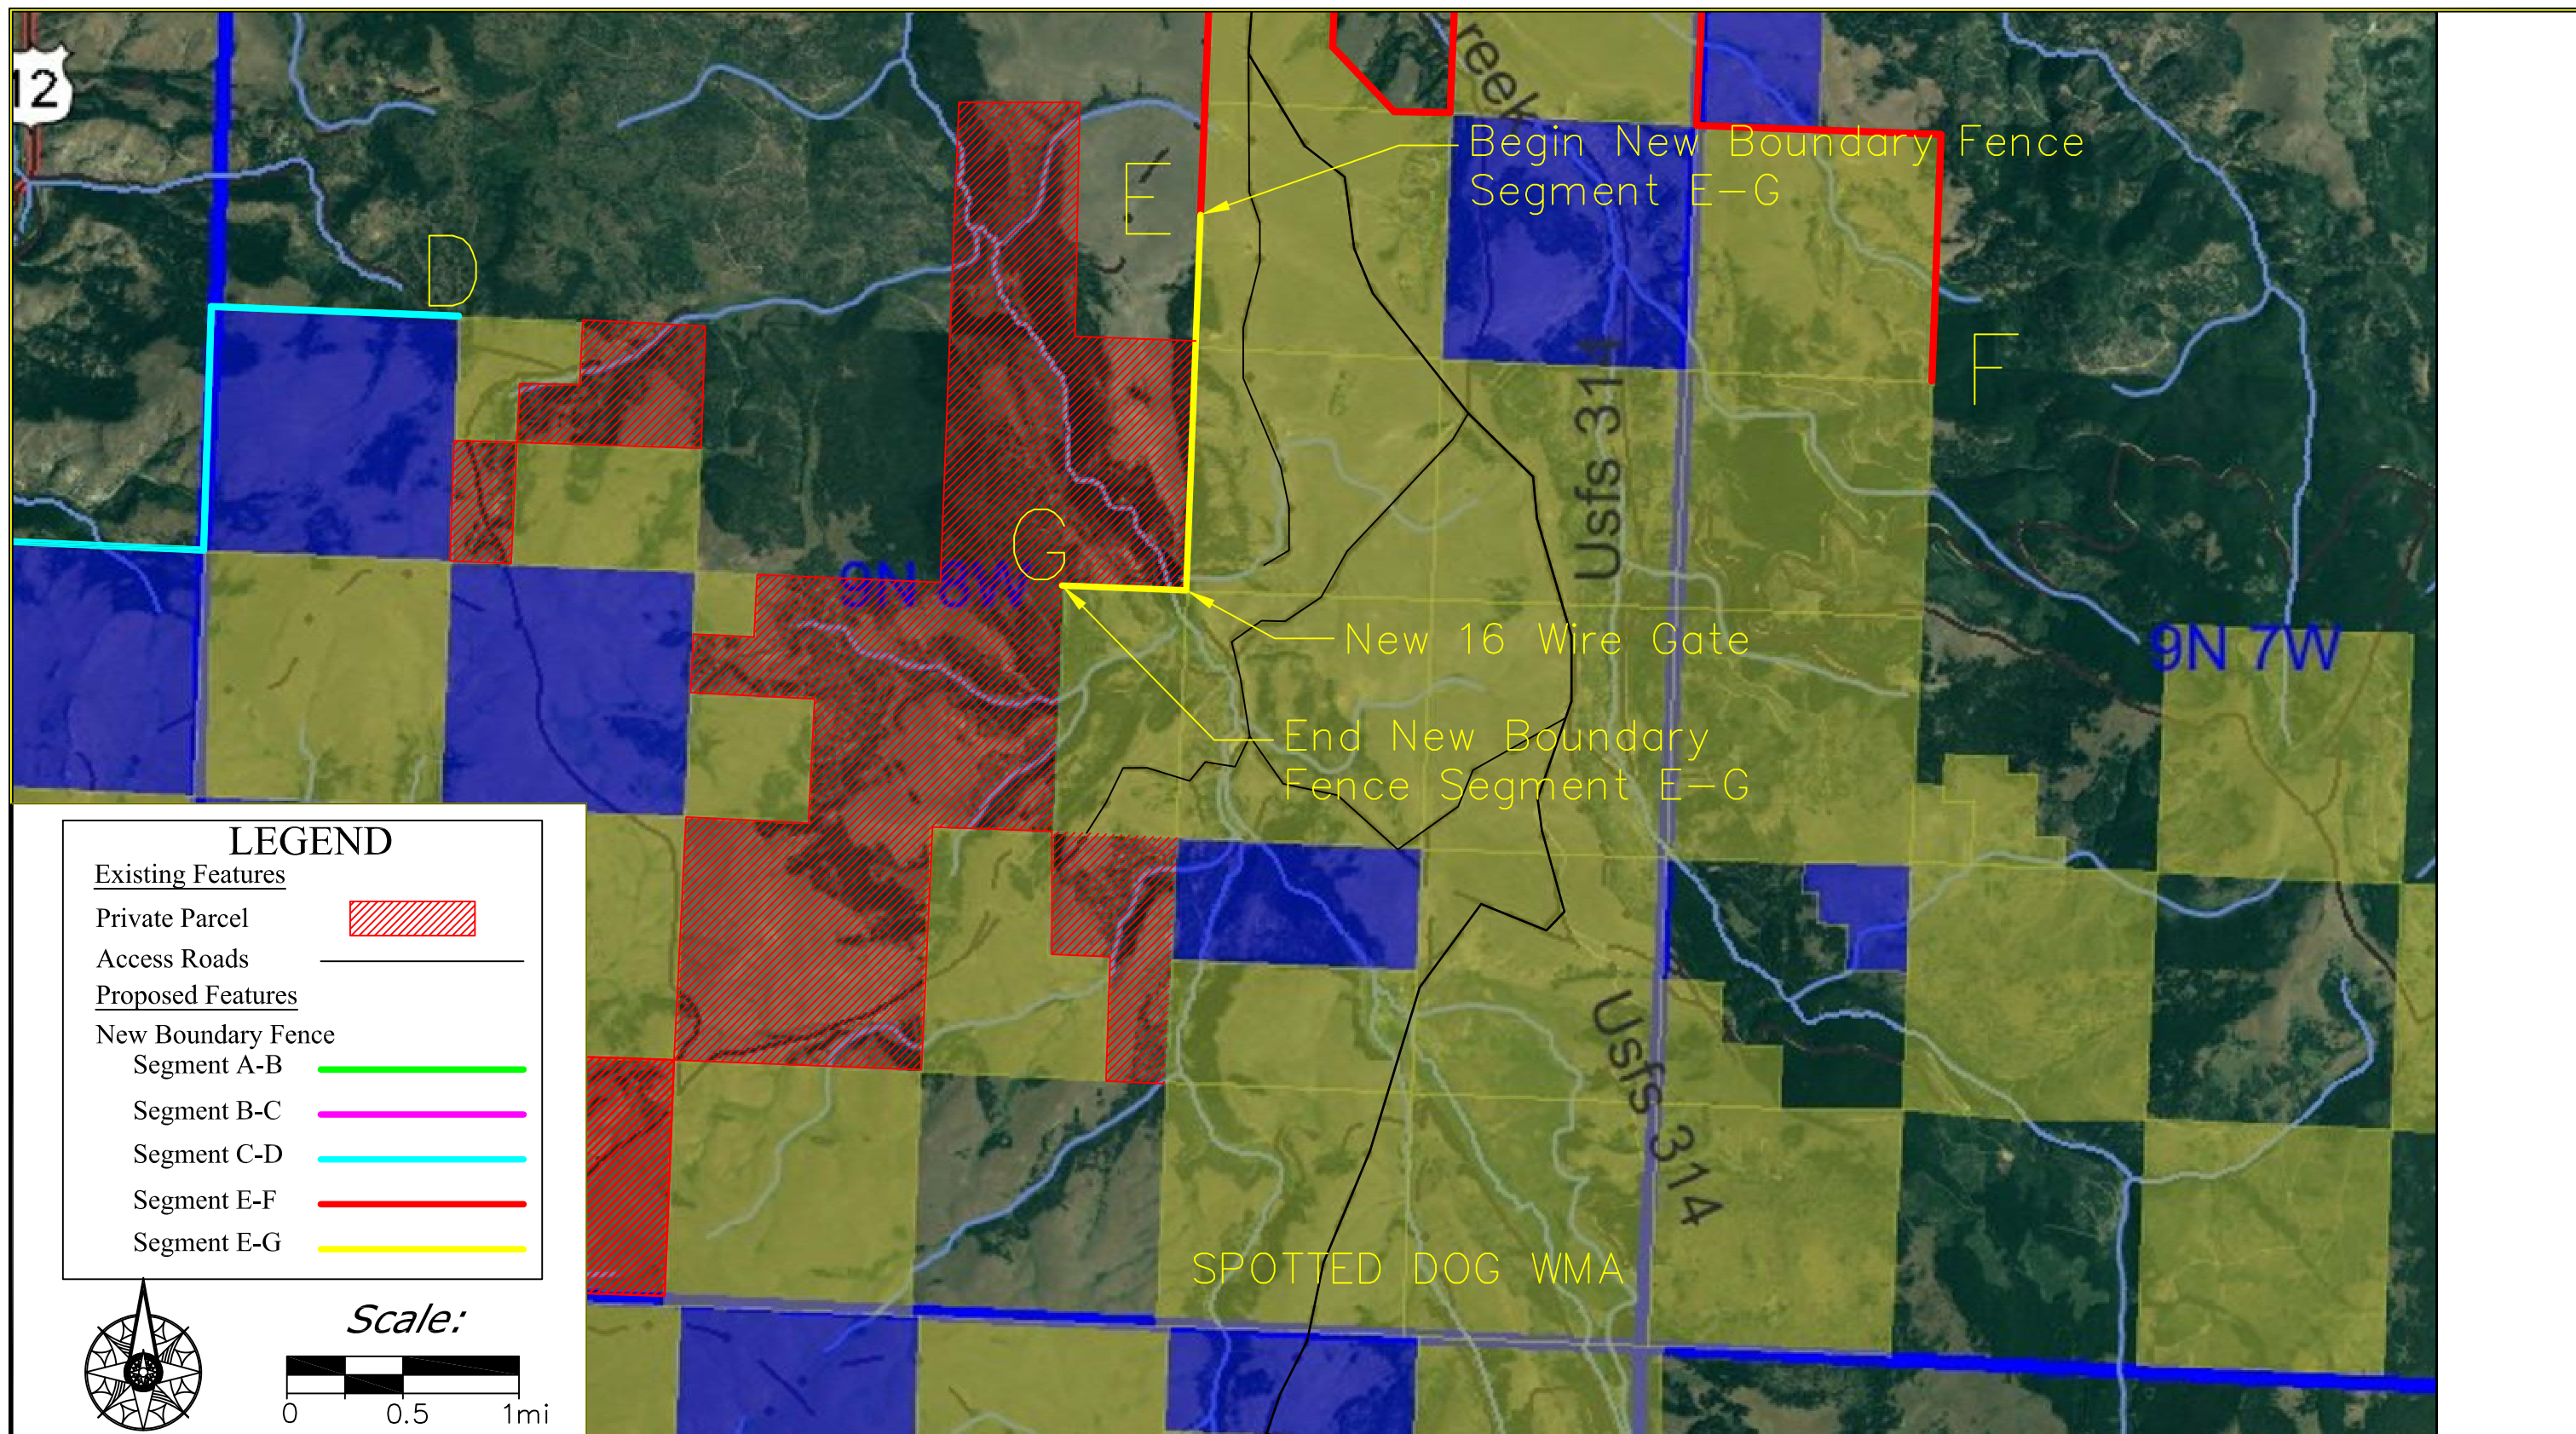 12
reek
Begin New Boundary Fence
Segment E-G
E
D
F
Usfs 314
G
9N
New 16 Wire Gate
9N 7W
End New Boundary
Fence Segment E-G
LEGEND
Existing Features
Private Parcel
Access Roads
Proposed Features
New Boundary Fence
Segment A-B
Segment B-C
Segment C-D
Segment E-F
Segment E-G
Usfs 314
SPOTTED DOG WMA
Scale:
0 0.5 1mi